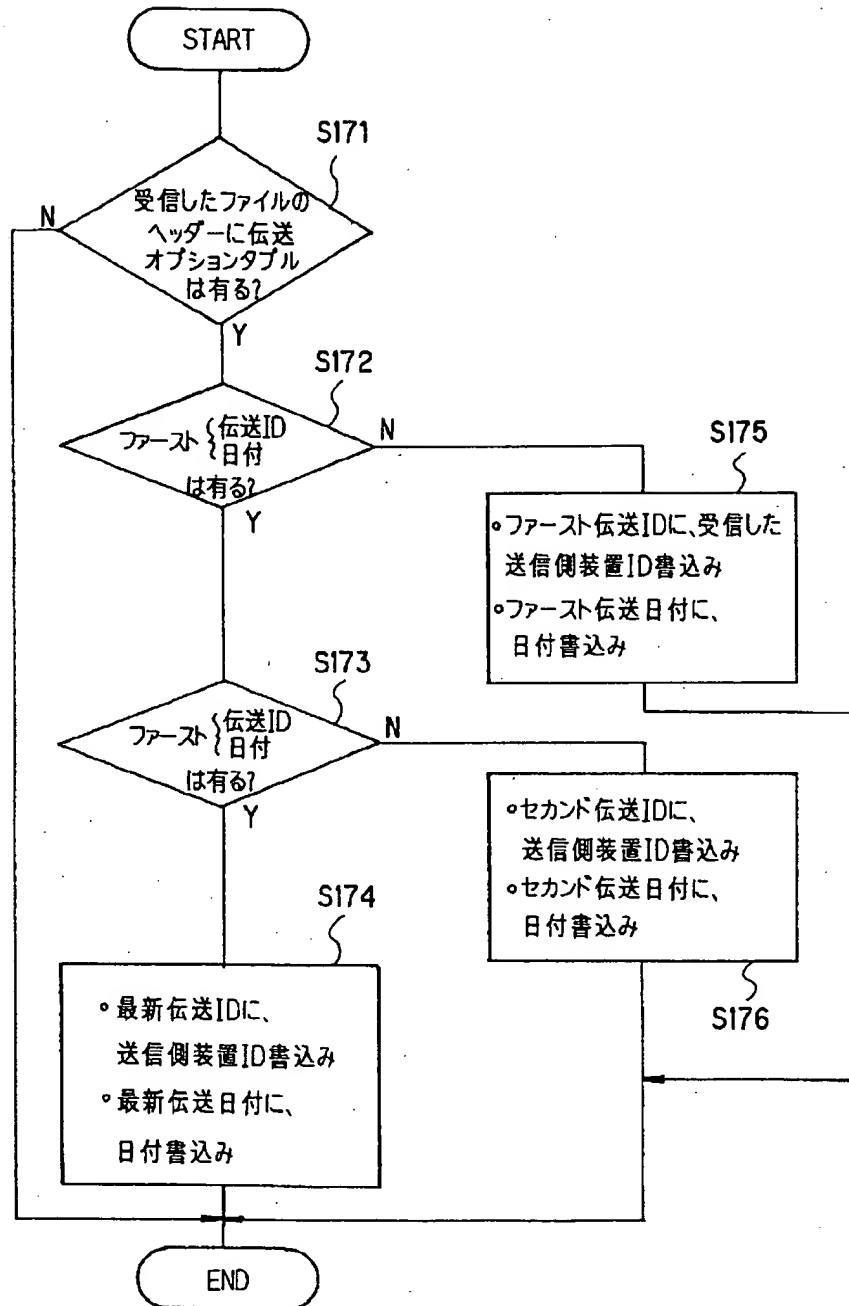 START
S171
受信したファイルの
ヘッダーに伝送
オプションタプル
は有る?
N
Y
S172
ファースト{伝送ID
日付
は有る?
N
Y
S175
◦ファースト伝送IDに、受信した
送信側装置ID書込み
◦ファースト伝送日付に、
日付書込み
S173
ファースト{伝送ID
日付
は有る?
N
Y
◦セカンド伝送IDに、
送信側装置ID書込み
◦セカンド伝送日付に、
日付書込み
S176
S174
◦最新伝送IDに、
送信側装置ID書込み
◦最新伝送日付に、
日付書込み
END